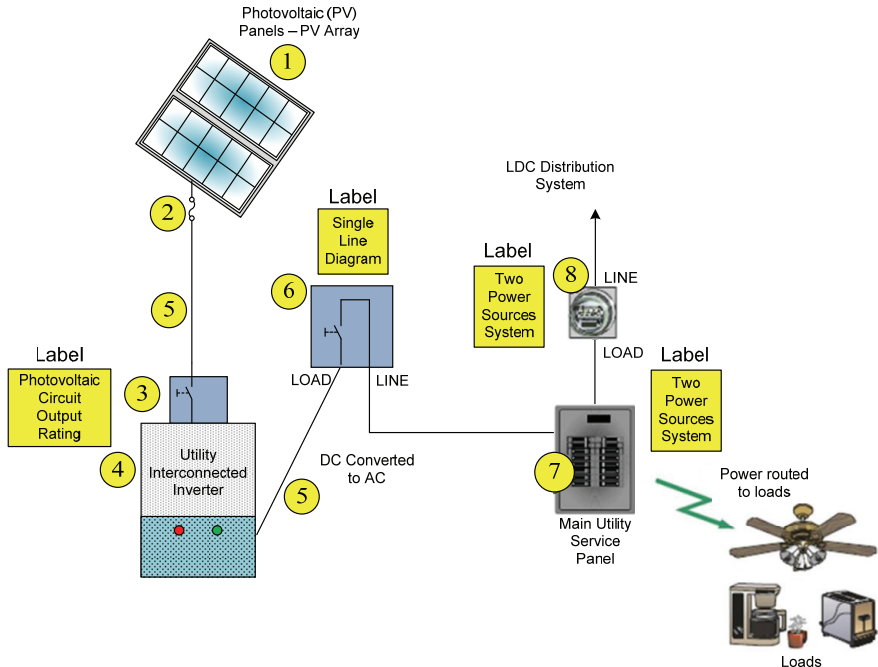 Photovoltaic (PV)
Panels – PV Array
1
2
5
Label
Single
Line
Diagram
6
LOAD
LINE
LDC Distribution
System
Label
Two
Power
Sources
System
8
LINE
LOAD
Label
Two
Power
Sources
System
Label
Photovoltaic
Circuit
Output
Rating
3
4
Utility
Interconnected
Inverter
5
DC Converted
to AC
7
Main Utility
Service
Panel
Power routed
to loads
Loads